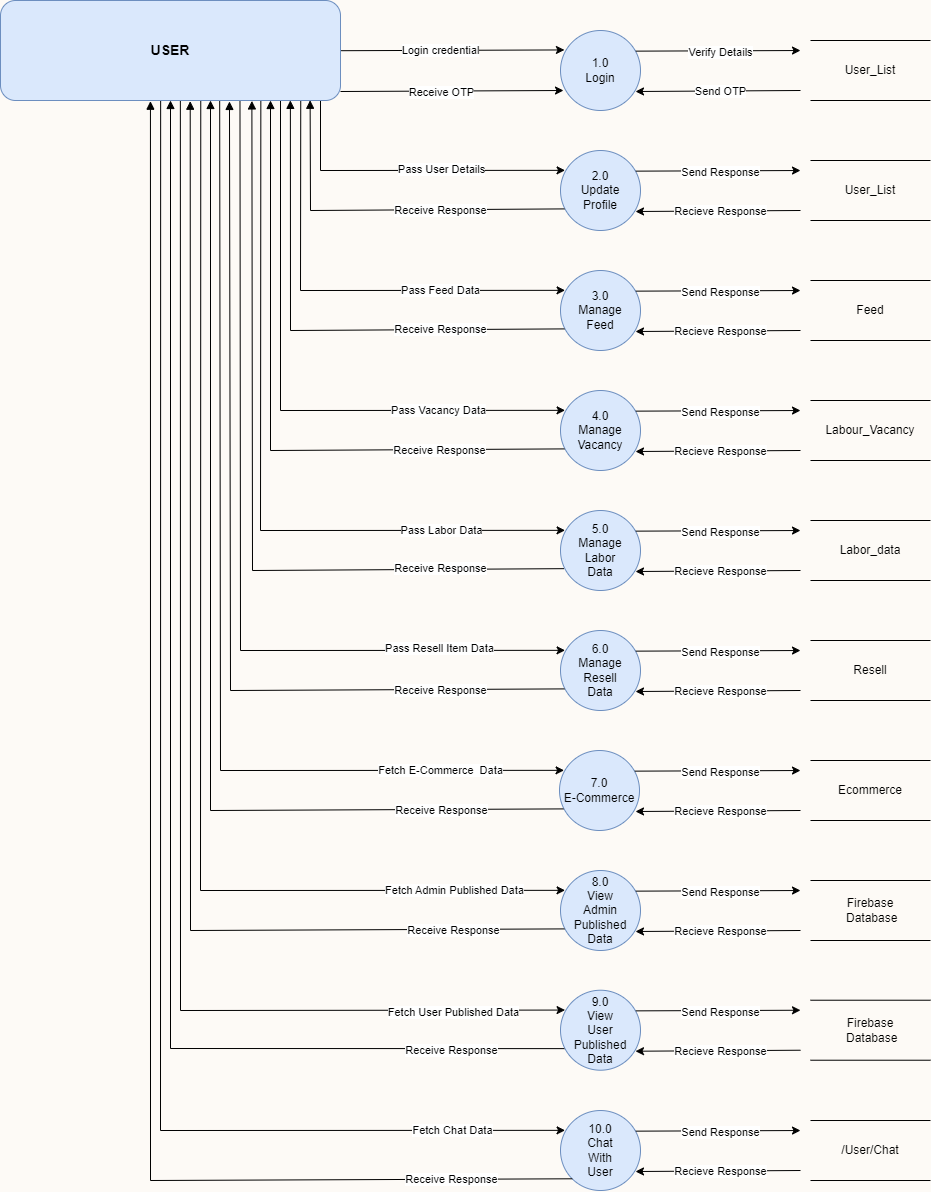 USER
Login credential
1.0
Login
Verify Details
User_List
Receive OTP
Send OTP
Pass User Details
2.0
Update
Profile
Send Response
User_List
Receive Response
Recieve Response
Pass Feed Data
3.0
Manage
Feed
Send Response
Feed
Receive Response
Recieve Response
Pass Vacancy Data
4.0
Manage
Vacancy
Send Response
Labour_Vacancy
Receive Response
Recieve Response
Pass Labor Data
5.0
Manage
Labor
Data
Send Response
Labor_data
Receive Response
Recieve Response
Pass Resell Item Data
6.0
Manage
Resell
Data
Send Response
Resell
Receive Response
Recieve Response
Fetch E-Commerce  Data
7.0
E-Commerce
Send Response
Ecommerce
Receive Response
Recieve Response
Fetch Admin Published Data
8.0
View
Admin
Published
Data
Send Response
Firebase
Database
Receive Response
Recieve Response
Fetch User Published Data
9.0
View
User
Published
Data
Send Response
Firebase
Database
Receive Response
Recieve Response
Fetch Chat Data
10.0
Chat
With
User
Send Response
/User/Chat
Receive Response
Recieve Response